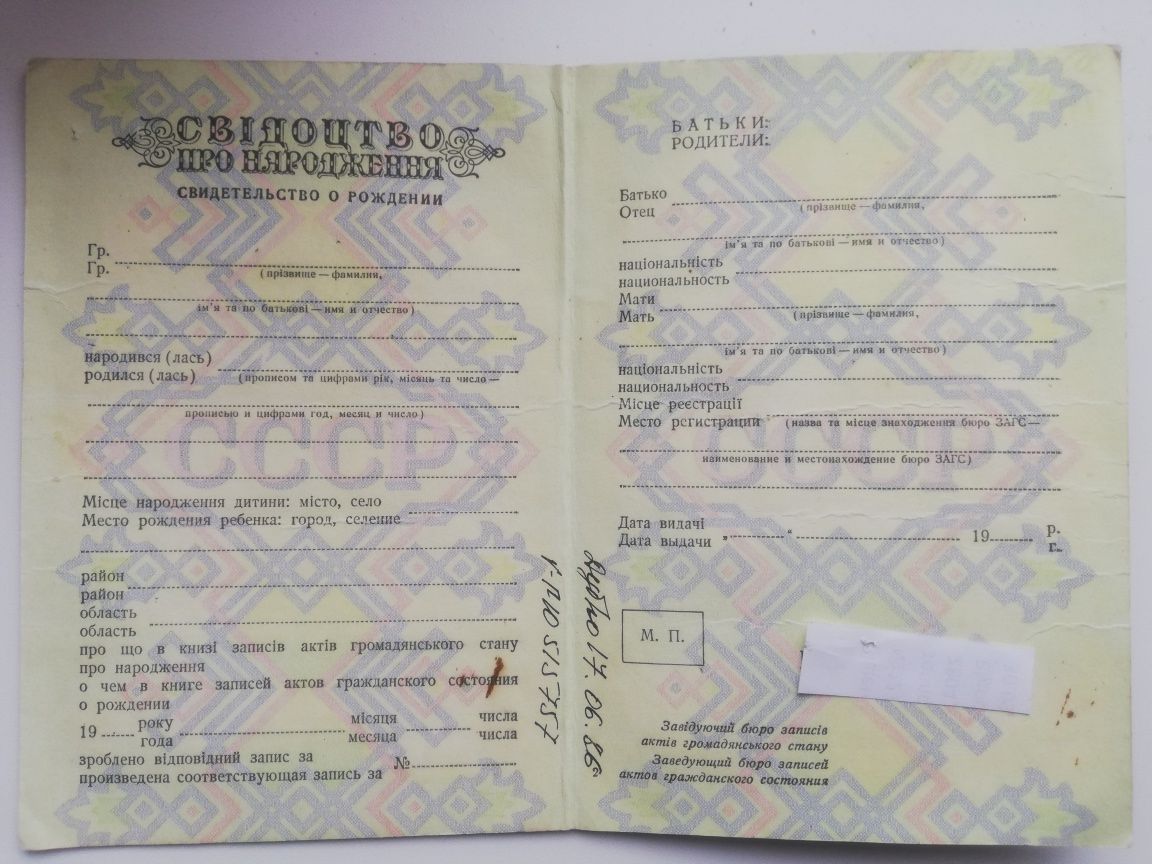 СВІДОЦТВО
ПРО НАРОДЖЕННЯ
СВИДЕТЕЛЬСТВО О РОЖДЕНИИ
Гр.
Гр.
(прізвище — фамилия,
ім'я та по батькові — имя и отчество)
народився (лась)
родился (лась)
(прописом та цифрами рік, місяць та число —
прописью и цифрами год, месяц и число)
СССР
Місце народження дитини: місто, село
Место рождения ребенка: город, селение
район
район
область
область
про що в книзі записів актів громадянського стану
про народження
о чем в книге записей актов гражданского состояния
о рождении
19 року місяця числа
года месяца числа
зроблено відповідний запис за
произведена соответствующая запись за №
V-ПЮ 515757
Дубно 17.06.86
БАТЬКИ:
РОДИТЕЛИ:
Батько
Отец
(прізвище — фамилия,
ім'я та по батькові — имя и отчество)
національність
национальность
Мати
Мать
(прізвище — фамилия,
ім'я та по батькові — имя и отчество)
національність
национальность
Місце реєстрації
Место регистрации (назва та місце знаходження бюро ЗАГС —
наименование и местонахождение бюро ЗАГС)
СССР
Дата видачі
Дата выдачи „ “ 19 р.
г.
М. П.
Завідуючий бюро записів
актів громадянського стану
Заведующий бюро записей
актов гражданского состояния